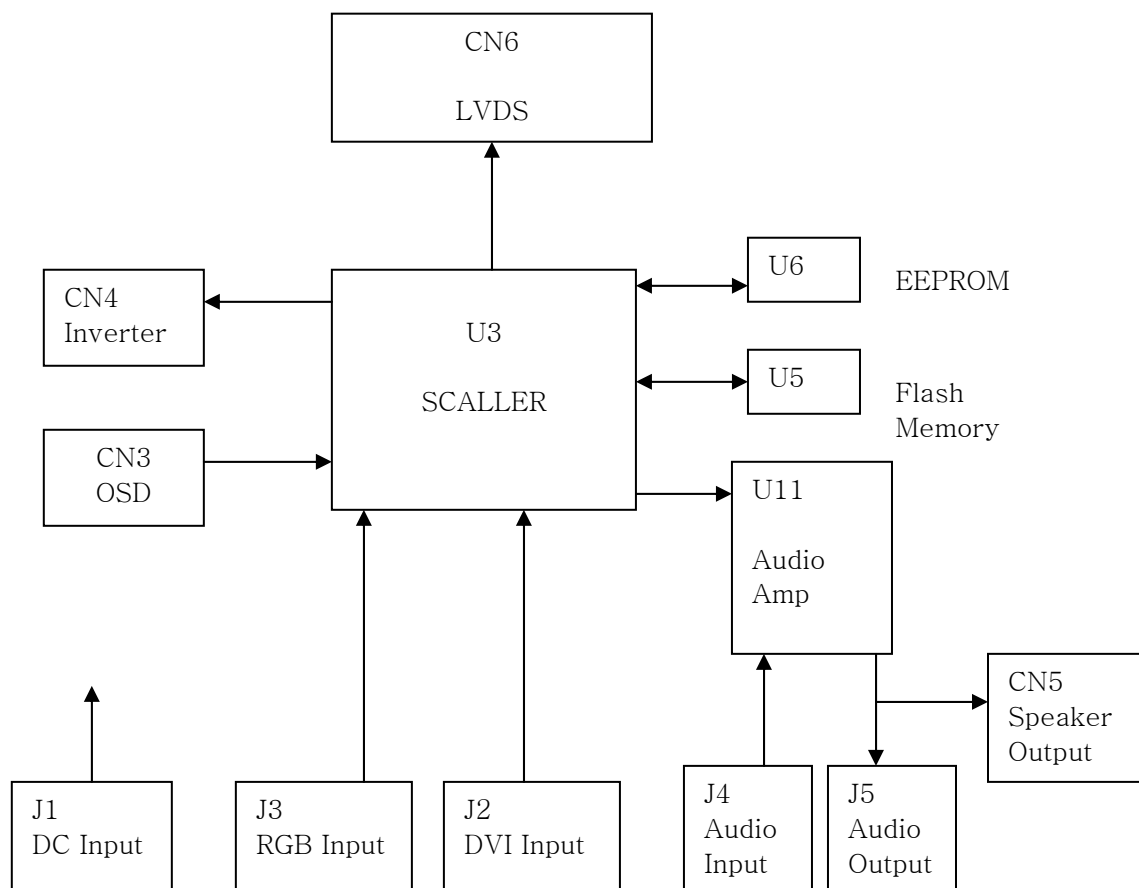 CN6
LVDS
U6
EEPROM
CN4
Inverter
U3
SCALLER
U5
Flash
Memory
CN3
OSD
U11
Audio
Amp
CN5
Speaker
Output
J1
DC Input
J3
RGB Input
J2
DVI Input
J4
Audio
Input
J5
Audio
Output